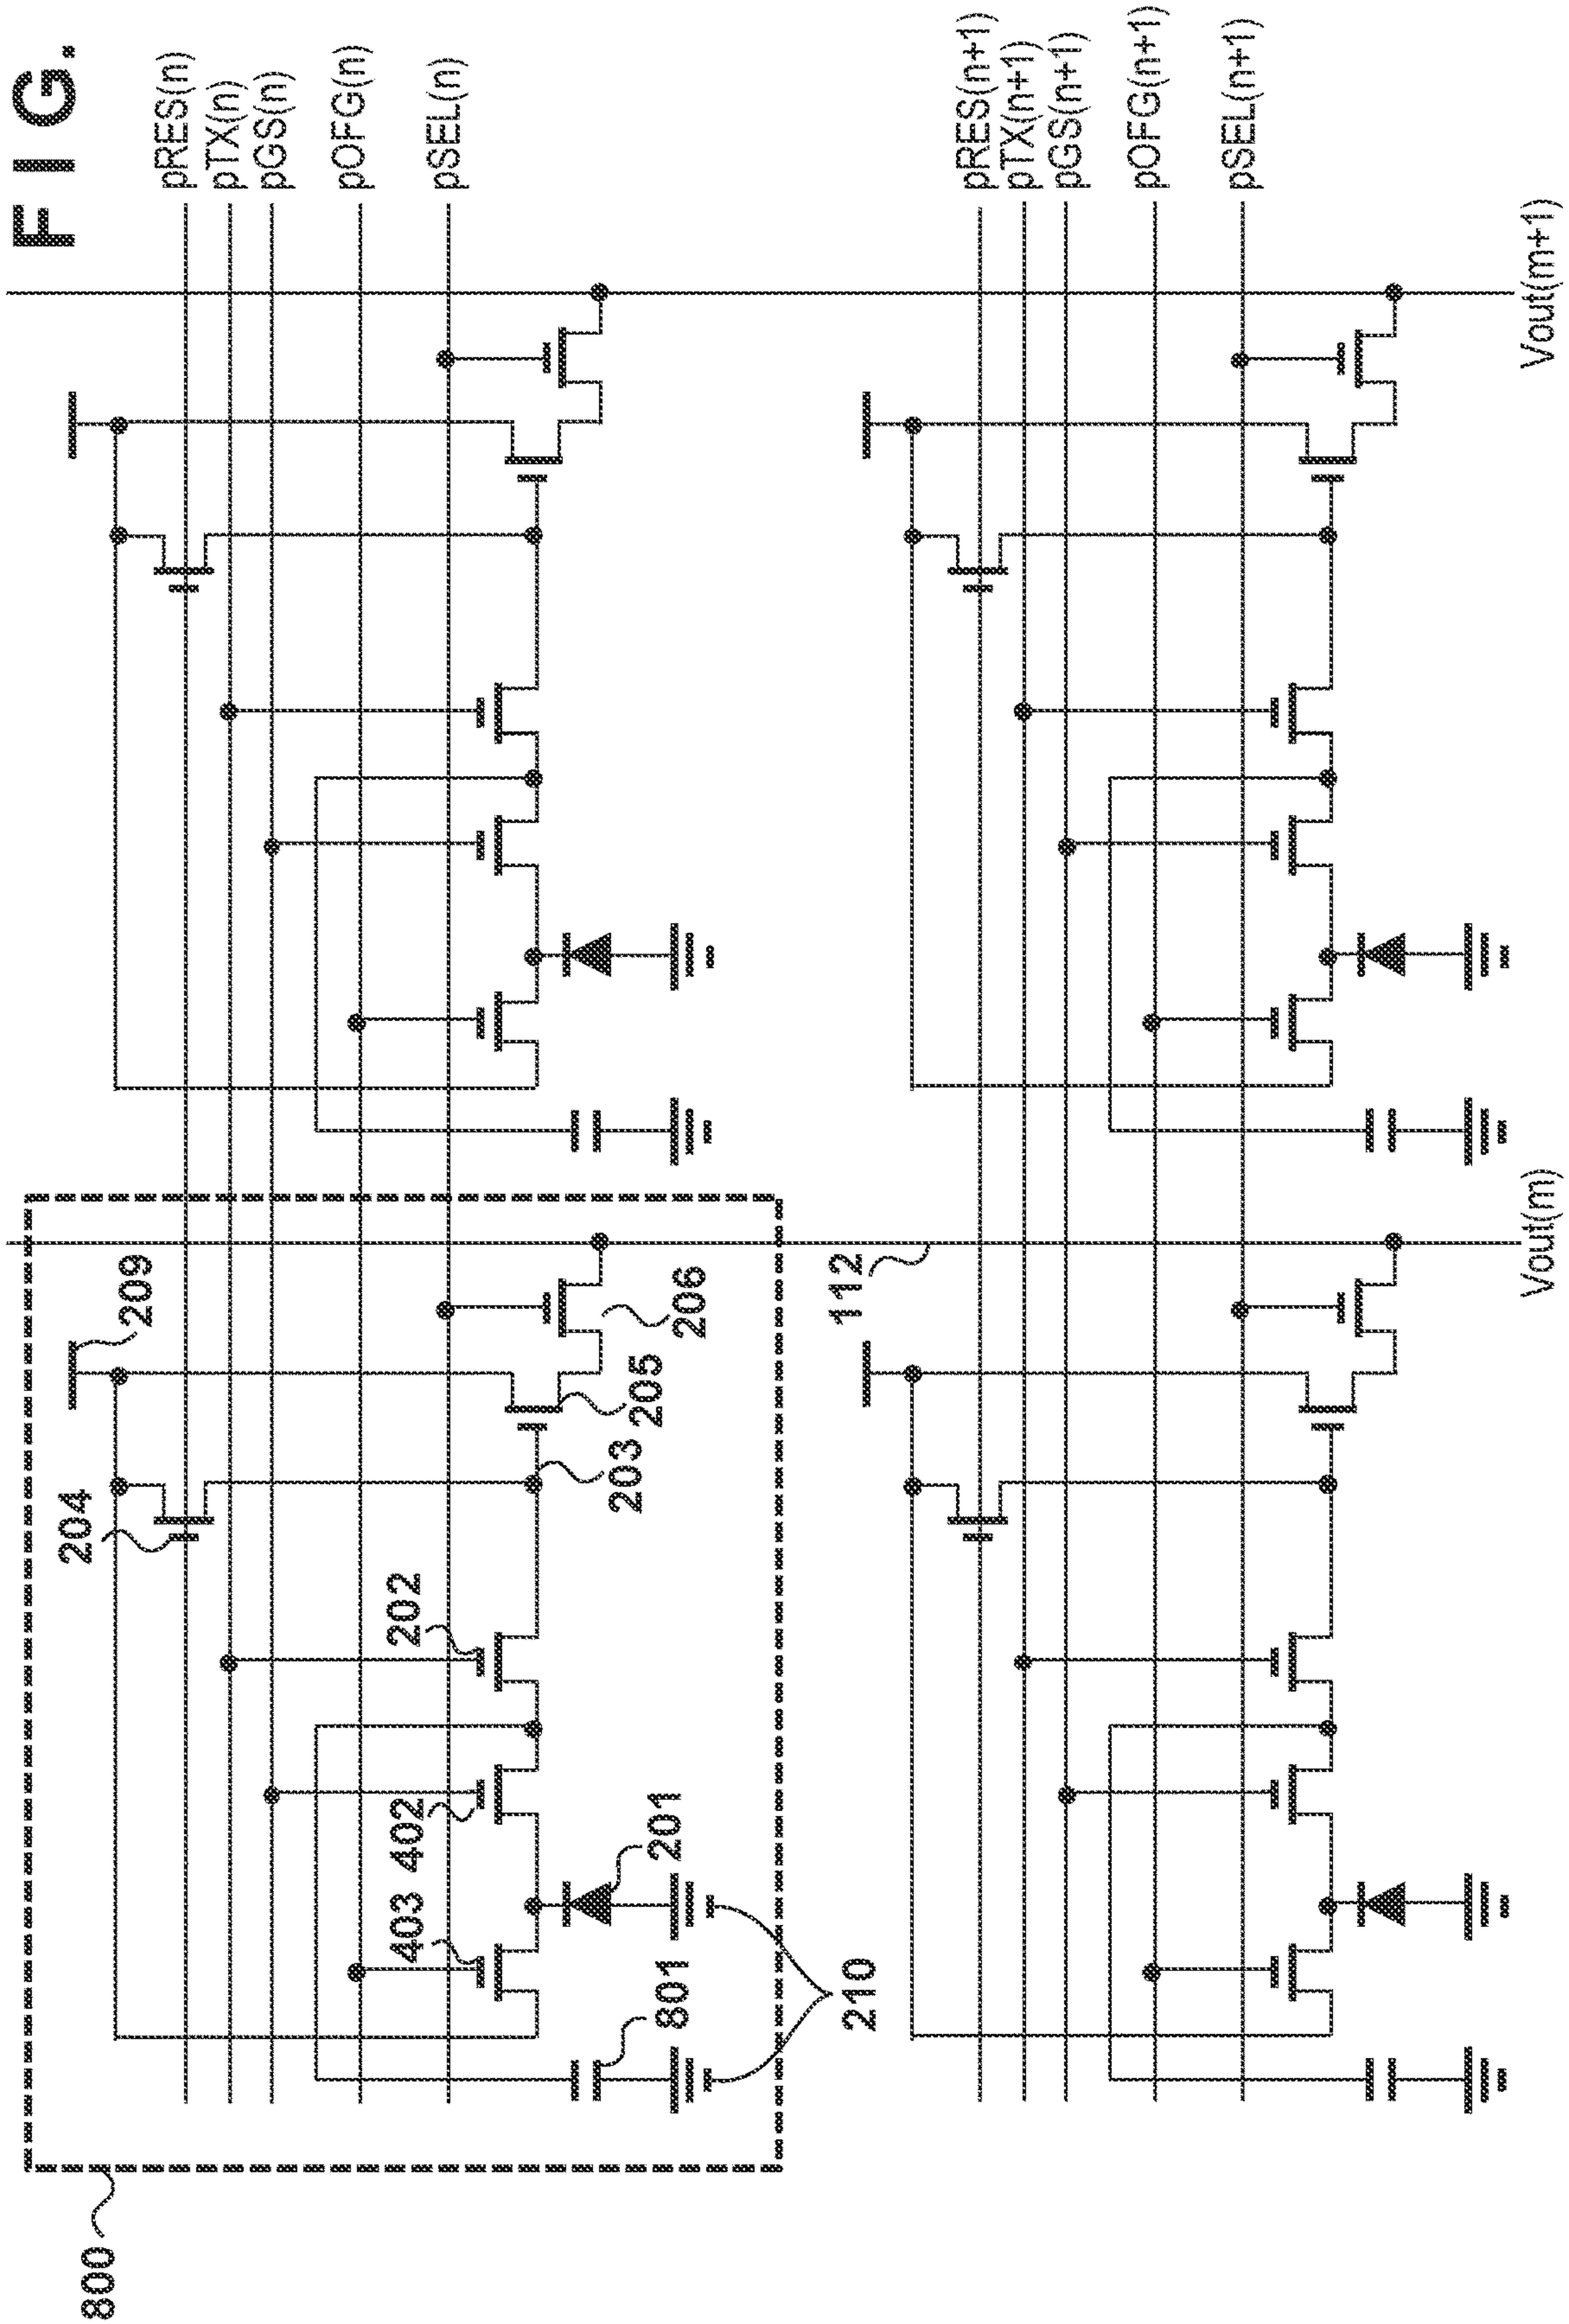 FIG.
pRES(n)
pTX(n)
pGS(n)
pOFG(n)
pSEL(n)
pRES(n+1)
pTX(n+1)
pGS(n+1)
pOFG(n+1)
pSEL(n+1)
Vout(m+1)
Vout(m)
209
204
206
205
203
202
402
403
201
801
210
112
800